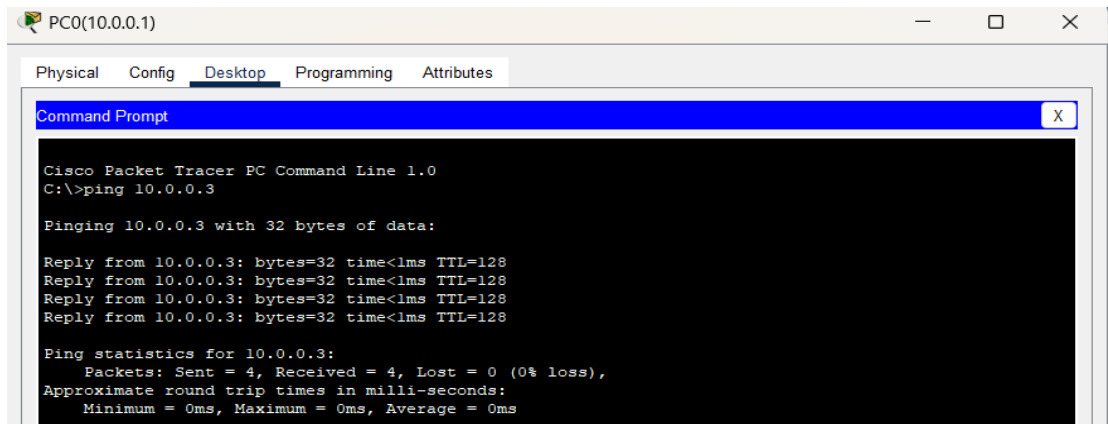 PC0(10.0.0.1)
Physical Config Desktop Programming Attributes
Command Prompt X
Cisco Packet Tracer PC Command Line 1.0
C:\>ping 10.0.0.3
Pinging 10.0.0.3 with 32 bytes of data:
Reply from 10.0.0.3: bytes=32 time<1ms TTL=128
Reply from 10.0.0.3: bytes=32 time<1ms TTL=128
Reply from 10.0.0.3: bytes=32 time<1ms TTL=128
Reply from 10.0.0.3: bytes=32 time<1ms TTL=128
Ping statistics for 10.0.0.3:
Packets: Sent = 4, Received = 4, Lost = 0 (0% loss),
Approximate round trip times in milli-seconds:
Minimum = 0ms, Maximum = 0ms, Average = 0ms